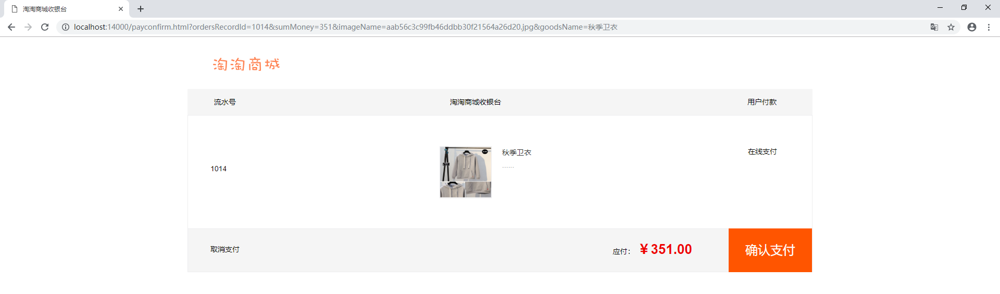 淘淘商城收银台
localhost:14000/payconfirm.html?ordersRecordId=1014&sumMoney=351&imageName=aab56c3c99fb46ddbb30f21564a26d20.jpg&goodsName=秋季卫衣
淘淘商城
流水号 淘淘商城收银台 用户付款
秋季卫衣 在线支付
......
1014
取消支付 应付： ¥351.00 确认支付